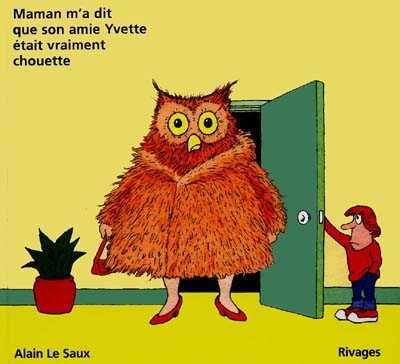 Maman m'a dit
que son amie Yvette
était vraiment
chouette
Alain Le Saux
Rivages